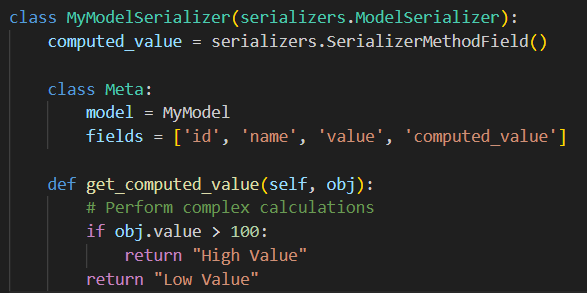 class MyModelSerializer(serializers.ModelSerializer):
    computed_value = serializers.SerializerMethodField()

    class Meta:
        model = MyModel
        fields = ['id', 'name', 'value', 'computed_value']

    def get_computed_value(self, obj):
        # Perform complex calculations
        if obj.value > 100:
            return "High Value"
        return "Low Value"